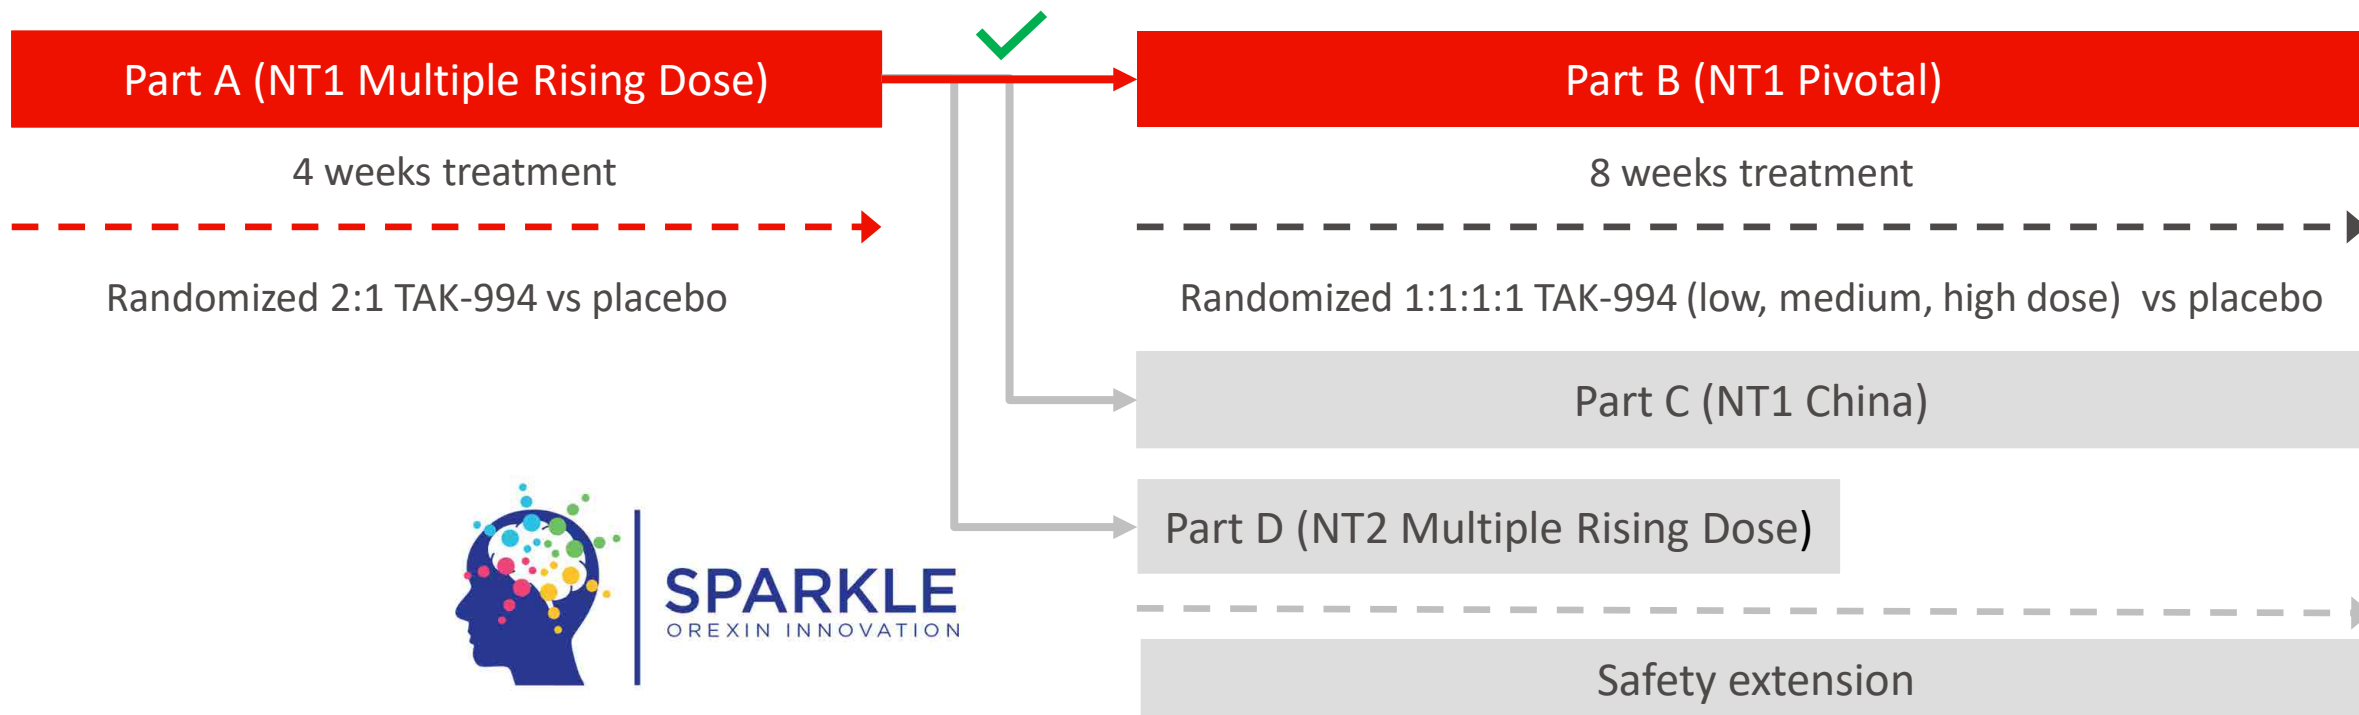 Part A (NT1 Multiple Rising Dose)
Part B (NT1 Pivotal)
4 weeks treatment
8 weeks treatment
Randomized 2:1 TAK-994 vs placebo
Randomized 1:1:1:1 TAK-994 (low, medium, high dose) vs placebo
Part C (NT1 China)
Part D (NT2 Multiple Rising Dose)
SPARKLE
OREXIN INNOVATION
Safety extension